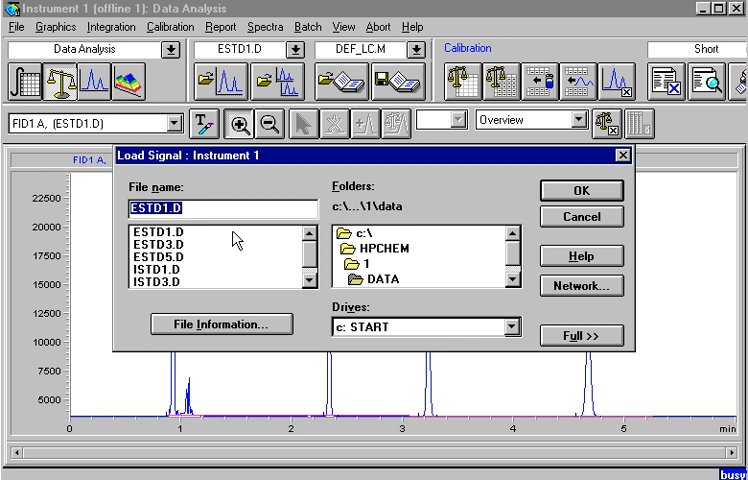 Instrument 1 (offline 1): Data Analysis
File Graphics Integration Calibration Report Spectra Batch View Abort Help
Data Analysis ESTD1.D DEF_LC.M Calibration Short
FID1 A, (ESTD1.D) Overview
FID1 A,
Load Signal : Instrument 1
File name:
ESTD1.D
ESTD1.D
ESTD3.D
ESTD5.D
ISTD1.D
ISTD3.D
File Information...
Folders:
c:\...\1\data
c:\
HPCHEM
1
DATA
Drives:
c: START
OK
Cancel
Help
Network...
Full >>
22500
20000
17500
15000
12500
10000
7500
5000
0 1 2 3 4 5 min
busy